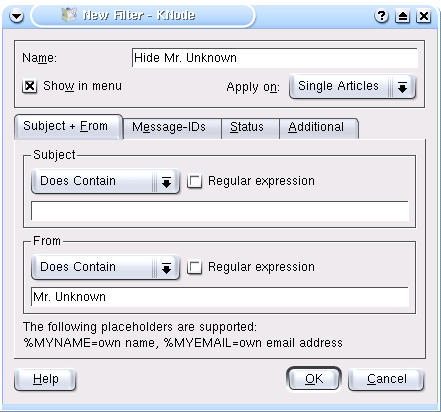 New Filter - KNode
Name: Hide Mr. Unknown
Show in menu Apply on: Single Articles
Subject + From Message-IDs Status Additional
Subject
Does Contain Regular expression
From
Does Contain Regular expression
Mr. Unknown
The following placeholders are supported:
%MYNAME=own name, %MYEMAIL=own email address
Help OK Cancel